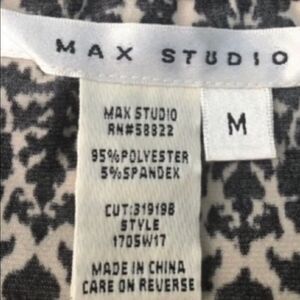 MAX STUDIO
MAX STUDIO
RN#58322
M
95%POLYESTER
5%SPANDEX
CUT:319198
STYLE
1705W17
MADE IN CHINA
CARE ON REVERSE